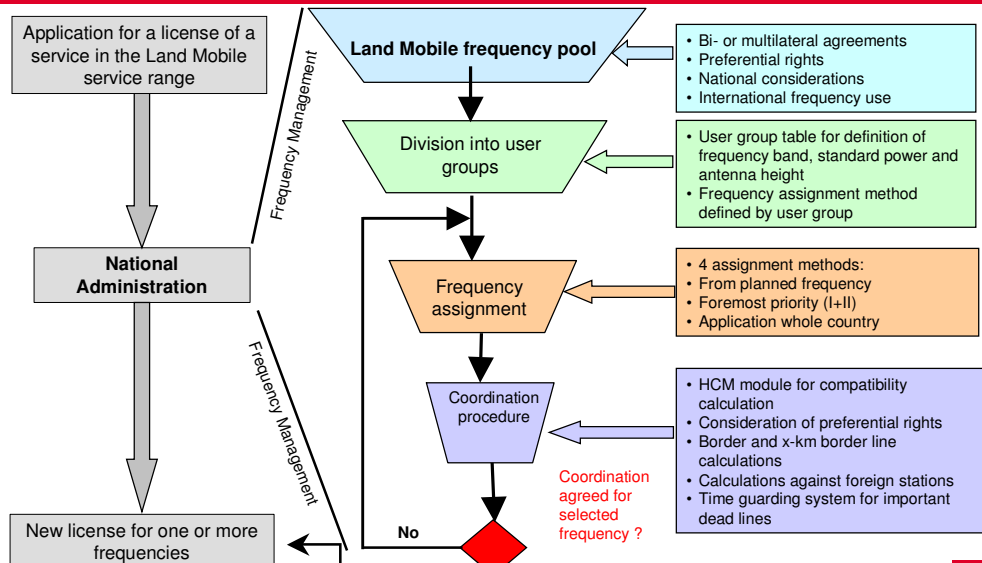 Application for a license of a
service in the Land Mobile
service range
National
Administration
New license for one or more
frequencies
Frequency Management
Frequency Management
Land Mobile frequency pool
Division into user
groups
Frequency
assignment
Coordination
procedure
Coordination
agreed for
selected
frequency ?
No
• Bi- or multilateral agreements
• Preferential rights
• National considerations
• International frequency use
• User group table for definition of
frequency band, standard power and
antenna height
• Frequency assignment method
defined by user group
• 4 assignment methods:
• From planned frequency
• Foremost priority (I+II)
• Application whole country
• HCM module for compatibility
calculation
• Consideration of preferential rights
• Border and x-km border line
calculations
• Calculations against foreign stations
• Time guarding system for important
dead lines